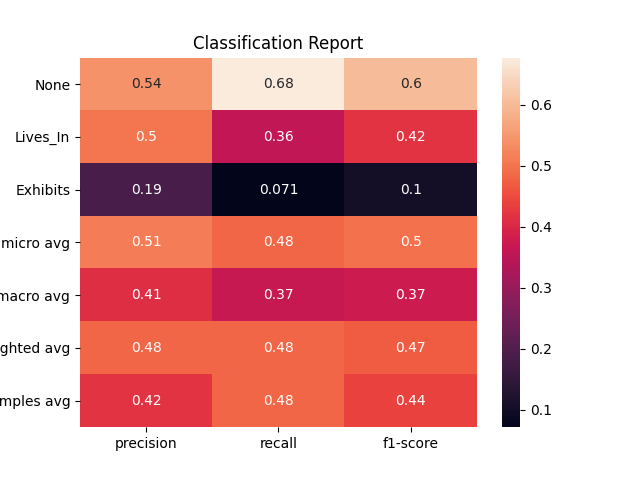 Classification Report
None 0.54 0.68 0.6
Lives_In 0.5 0.36 0.42
Exhibits 0.19 0.071 0.1
micro avg 0.51 0.48 0.5
macro avg 0.41 0.37 0.37
ghted avg 0.48 0.48 0.47
mples avg 0.42 0.48 0.44
precision recall f1-score
0.6
0.5
0.4
0.3
0.2
0.1